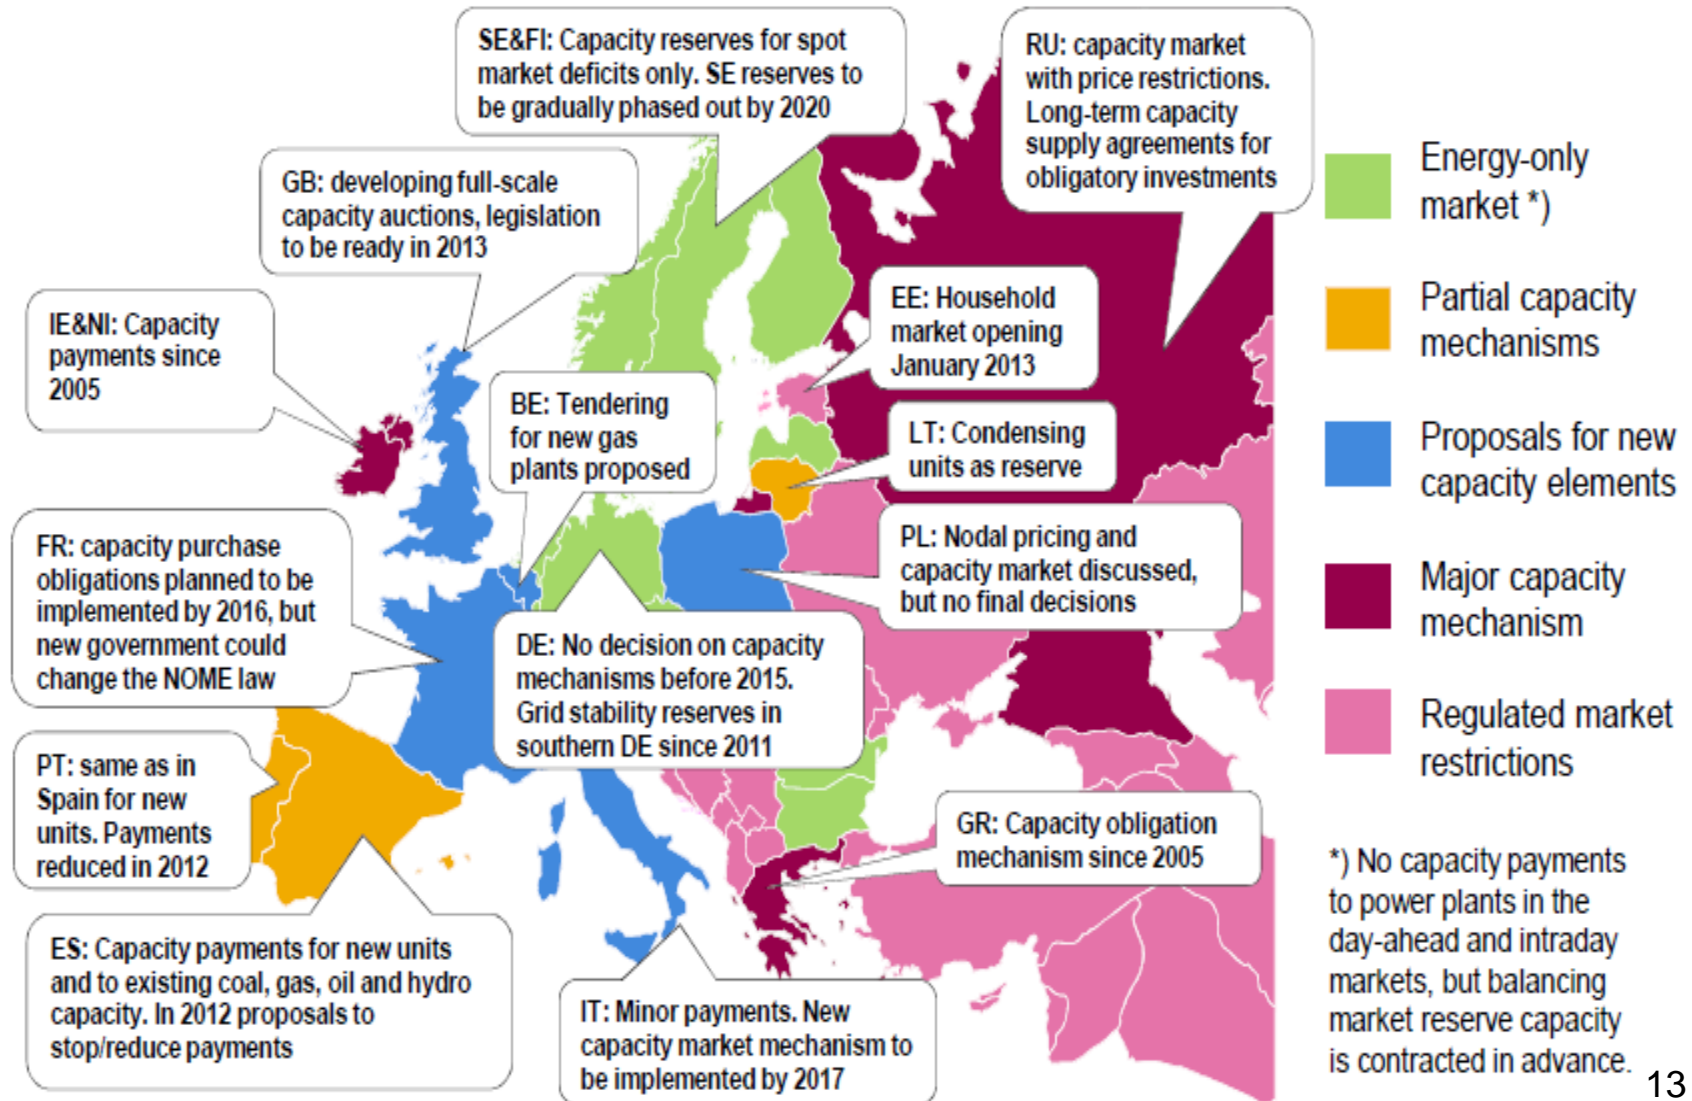 SE&FI: Capacity reserves for spot
market deficits only. SE reserves to
be gradually phased out by 2020
RU: capacity market
with price restrictions.
Long-term capacity
supply agreements for
obligatory investments
GB: developing full-scale
capacity auctions, legislation
to be ready in 2013
IE&NI: Capacity
payments since
2005
EE: Household
market opening
January 2013
BE: Tendering
for new gas
plants proposed
LT: Condensing
units as reserve
FR: capacity purchase
obligations planned to be
implemented by 2016, but
new government could
change the NOME law
PL: Nodal pricing and
capacity market discussed,
but no final decisions
DE: No decision on capacity
mechanisms before 2015.
Grid stability reserves in
southern DE since 2011
PT: same as in
Spain for new
units. Payments
reduced in 2012
GR: Capacity obligation
mechanism since 2005
ES: Capacity payments for new units
and to existing coal, gas, oil and hydro
capacity. In 2012 proposals to
stop/reduce payments
IT: Minor payments. New
capacity market mechanism to
be implemented by 2017
Energy-only
market *)
Partial capacity
mechanisms
Proposals for new
capacity elements
Major capacity
mechanism
Regulated market
restrictions
*) No capacity payments
to power plants in the
day-ahead and intraday
markets, but balancing
market reserve capacity
is contracted in advance.
13